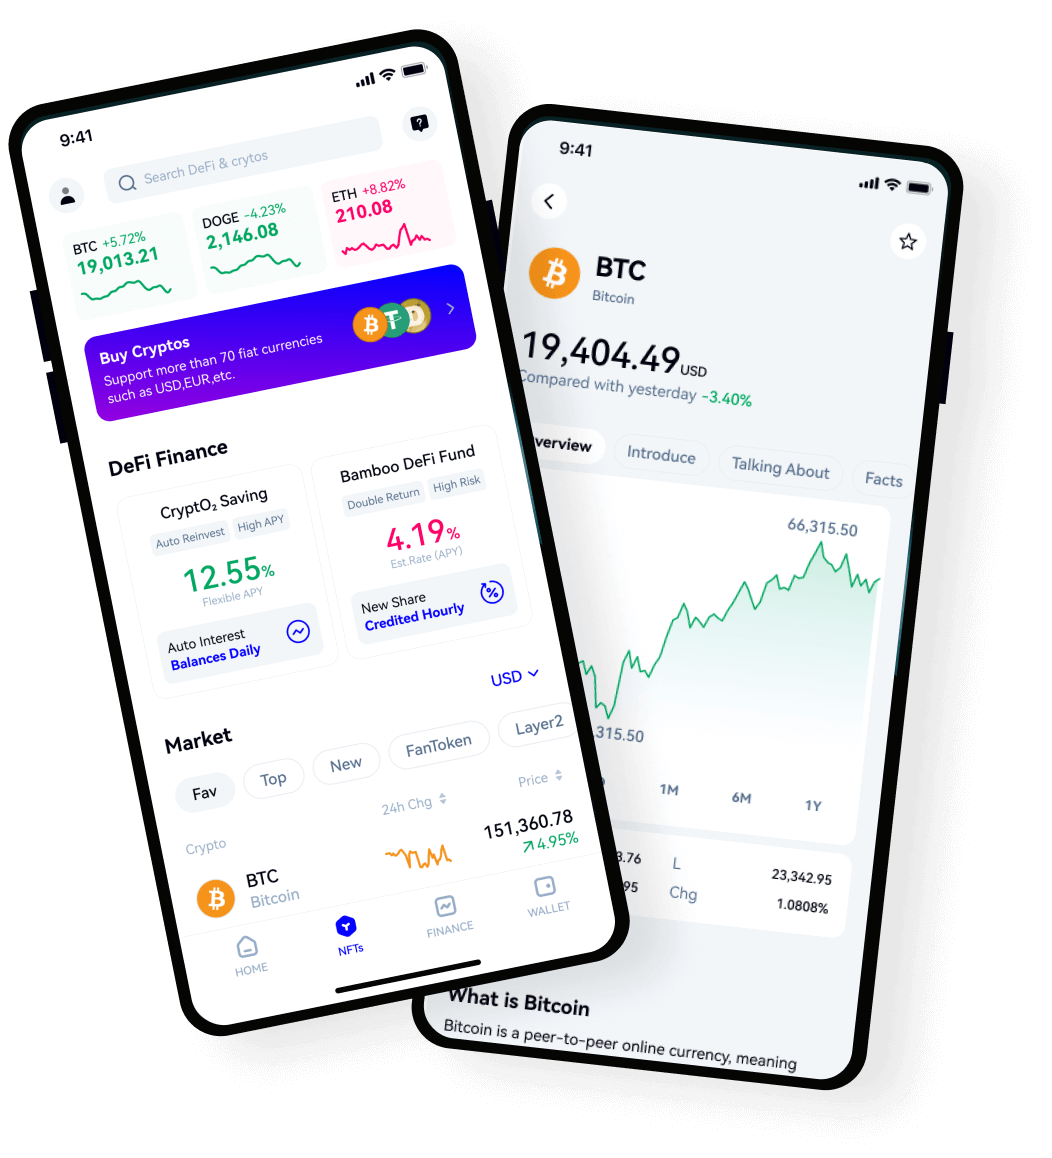 9:41
Search DeFi & crytos
BTC +5.72%
19,013.21
DOGE -4.23%
2,146.08
ETH +8.82%
210.08
Buy Cryptos
Support more than 70 fiat currencies
such as USD,EUR,etc.
DeFi Finance
CryptO₂ Saving
Auto Reinvest High APY
12.55%
Flexible APY
Auto Interest
Balances Daily
Bamboo DeFi Fund
Double Return High Risk
4.19%
Est.Rate (APY)
New Share
Credited Hourly
USD
Market
Fav Top New FanToken Layer2
Crypto 24h Chg Price
BTC
Bitcoin
151,360.78
4.95%
HOME NFTs FINANCE WALLET
9:41
BTC
Bitcoin
19,404.49 USD
Compared with yesterday -3.40%
verview Introduce Talking About Facts
66,315.50
315.50
1M 6M 1Y
3.76 L 23,342.95
95 Chg 1.0808%
What is Bitcoin
Bitcoin is a peer-to-peer online currency, meaning